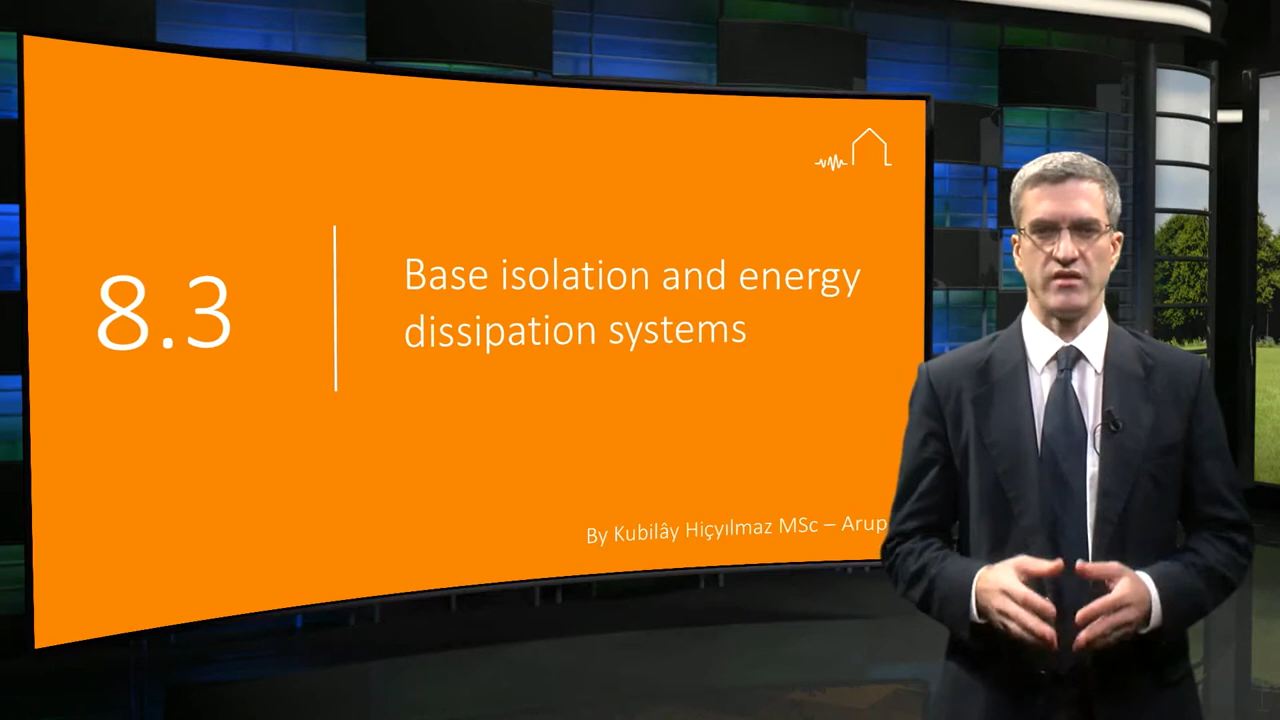 8.3
Base isolation and energy
dissipation systems
By Kubilây Hiçyılmaz MSc – Arup